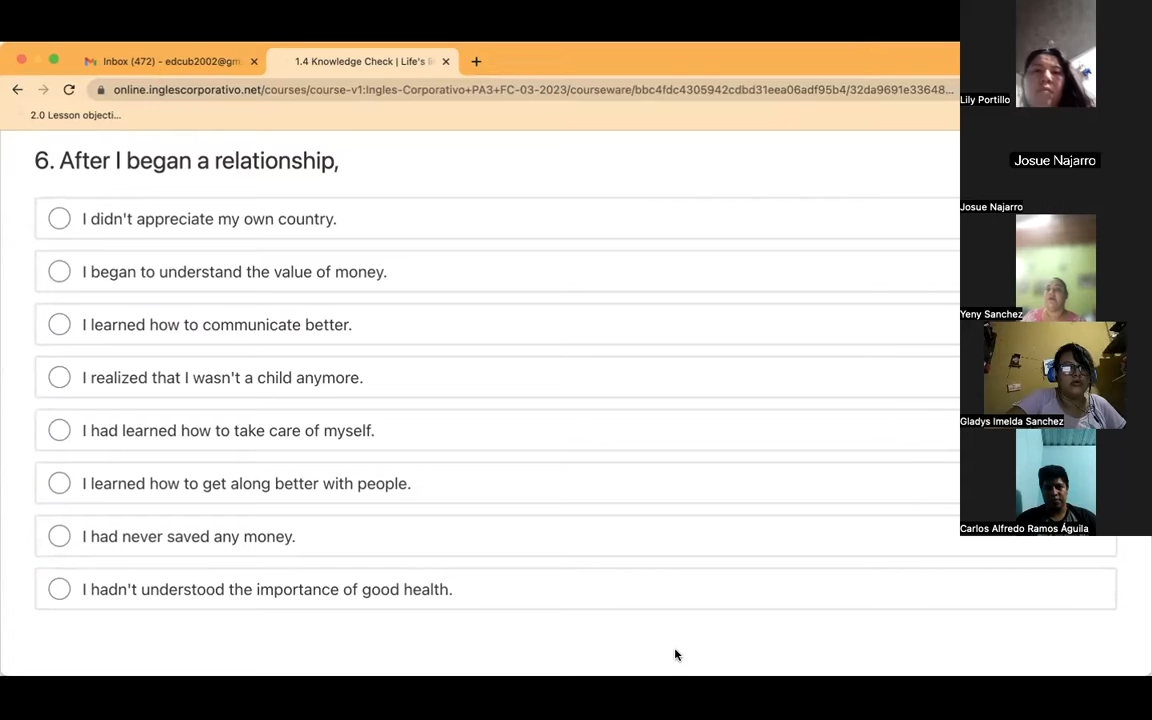 Inbox (472) - edcub2002@gm
1.4 Knowledge Check | Life's
online.inglescorporativo.net/courses/course-v1:Ingles-Corporativo+PA3+FC-03-2023/courseware/bbc4fdc4305942cdbd31eea06adf95b4/32da9691e33648...
2.0 Lesson objecti...
6. After I began a relationship,
I didn't appreciate my own country.
I began to understand the value of money.
I learned how to communicate better.
I realized that I wasn't a child anymore.
I had learned how to take care of myself.
I learned how to get along better with people.
I had never saved any money.
I hadn't understood the importance of good health.
Lily Portillo
Josue Najarro
Josue Najarro
Yeny Sanchez
Gladys Imelda Sanchez
Carlos Alfredo Ramos Águila